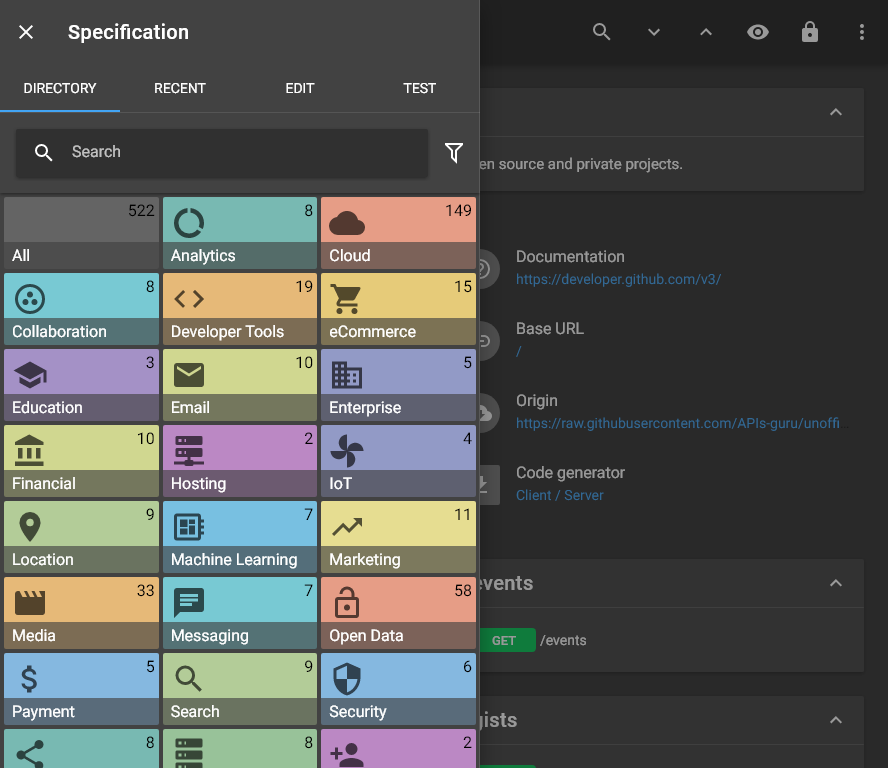 Specification
DIRECTORY
RECENT
EDIT
TEST
Search
522
All
8
Analytics
149
Cloud
8
Collaboration
19
Developer Tools
15
eCommerce
3
Education
10
Email
5
Enterprise
10
Financial
2
Hosting
4
IoT
9
Location
7
Machine Learning
11
Marketing
33
Media
7
Messaging
58
Open Data
5
Payment
9
Search
6
Security
8
8
2
en source and private projects.
Documentation
https://developer.github.com/v3/
Base URL
/
Origin
https://raw.githubusercontent.com/APIs-guru/unoffi
Code generator
Client / Server
events
GET /events
gists